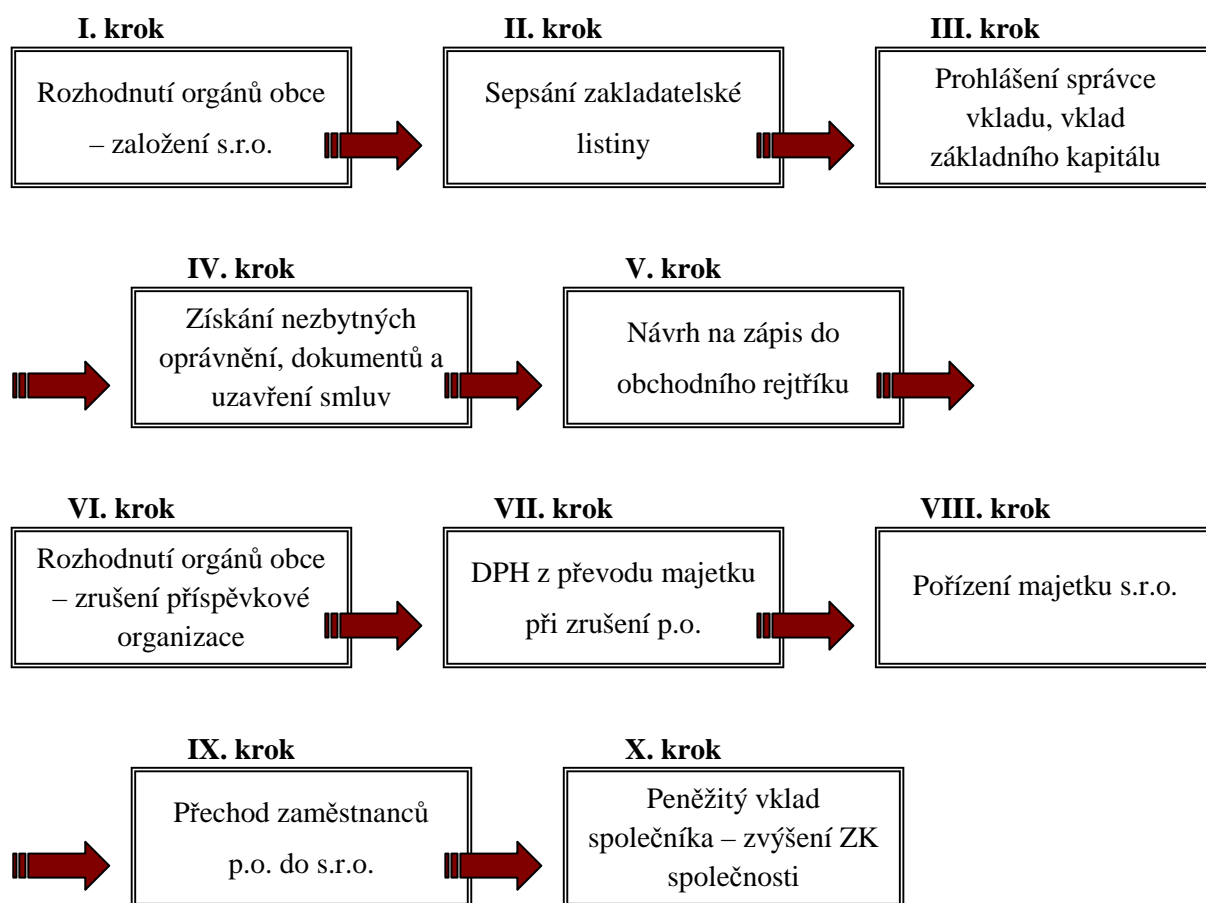 I. krok
Rozhodnutí orgánů obce
– založení s.r.o.
II. krok
Sepsání zakladatelské
listiny
III. krok
Prohlášení správce
vkladu, vklad
základního kapitálu
IV. krok
Získání nezbytných
oprávnění, dokumentů a
uzavření smluv
V. krok
Návrh na zápis do
obchodního rejtříku
VI. krok
Rozhodnutí orgánů obce
– zrušení příspěvkové
organizace
VII. krok
DPH z převodu majetku
při zrušení p.o.
VIII. krok
Pořízení majetku s.r.o.
IX. krok
Přechod zaměstnanců
p.o. do s.r.o.
X. krok
Peněžitý vklad
společníka – zvýšení ZK
společnosti